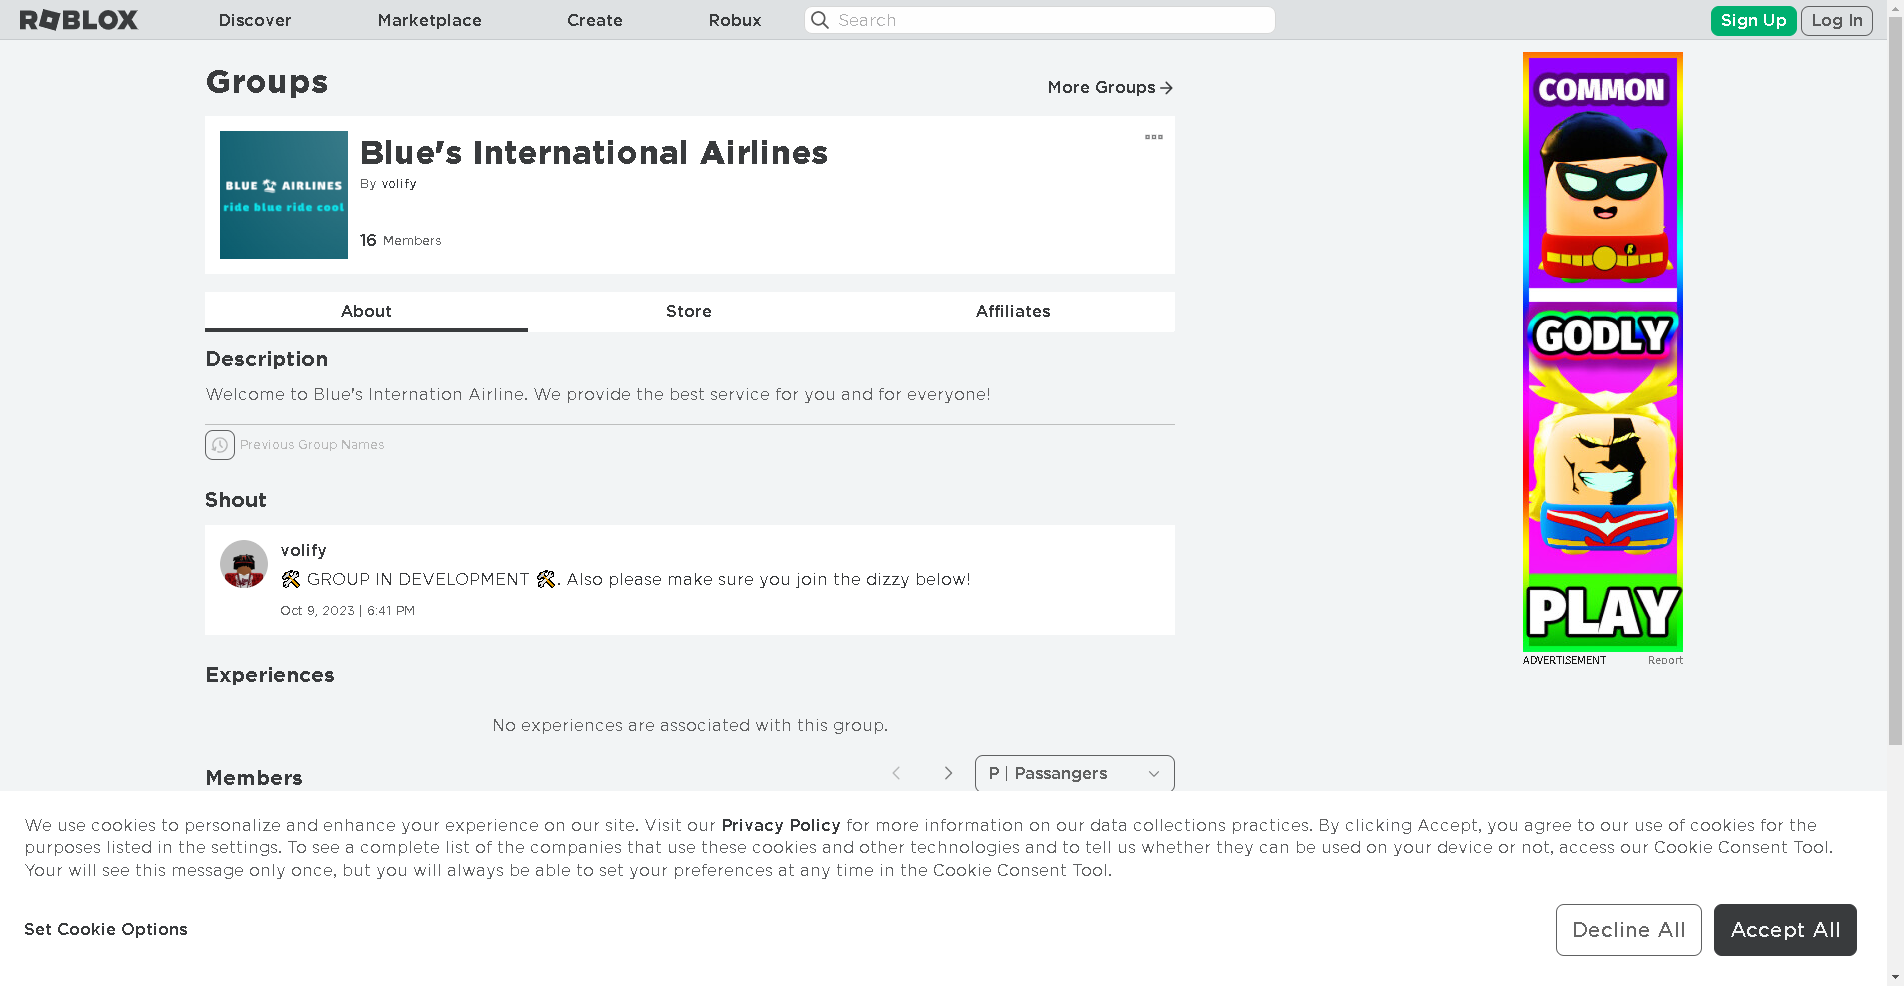 ROBLOX Discover Marketplace Create Robux Search Sign Up Log In
Groups
More Groups
BLUE AIRLINES
ride blue ride cool
Blue's International Airlines
By volify
16 Members
About Store Affiliates
Description
Welcome to Blue's Internation Airline. We provide the best service for you and for everyone!
Previous Group Names
Shout
volify
🛠 GROUP IN DEVELOPMENT 🛠. Also please make sure you join the dizzy below!
Oct 9, 2023 | 6:41 PM
Experiences
No experiences are associated with this group.
Members
P | Passangers
COMMON
R
GODLY
PLAY
ADVERTISEMENT Report
We use cookies to personalize and enhance your experience on our site. Visit our Privacy Policy for more information on our data collections practices. By clicking Accept, you agree to our use of cookies for the
purposes listed in the settings. To see a complete list of the companies that use these cookies and other technologies and to tell us whether they can be used on your device or not, access our Cookie Consent Tool.
Your will see this message only once, but you will always be able to set your preferences at any time in the Cookie Consent Tool.
Set Cookie Options
Decline All Accept All